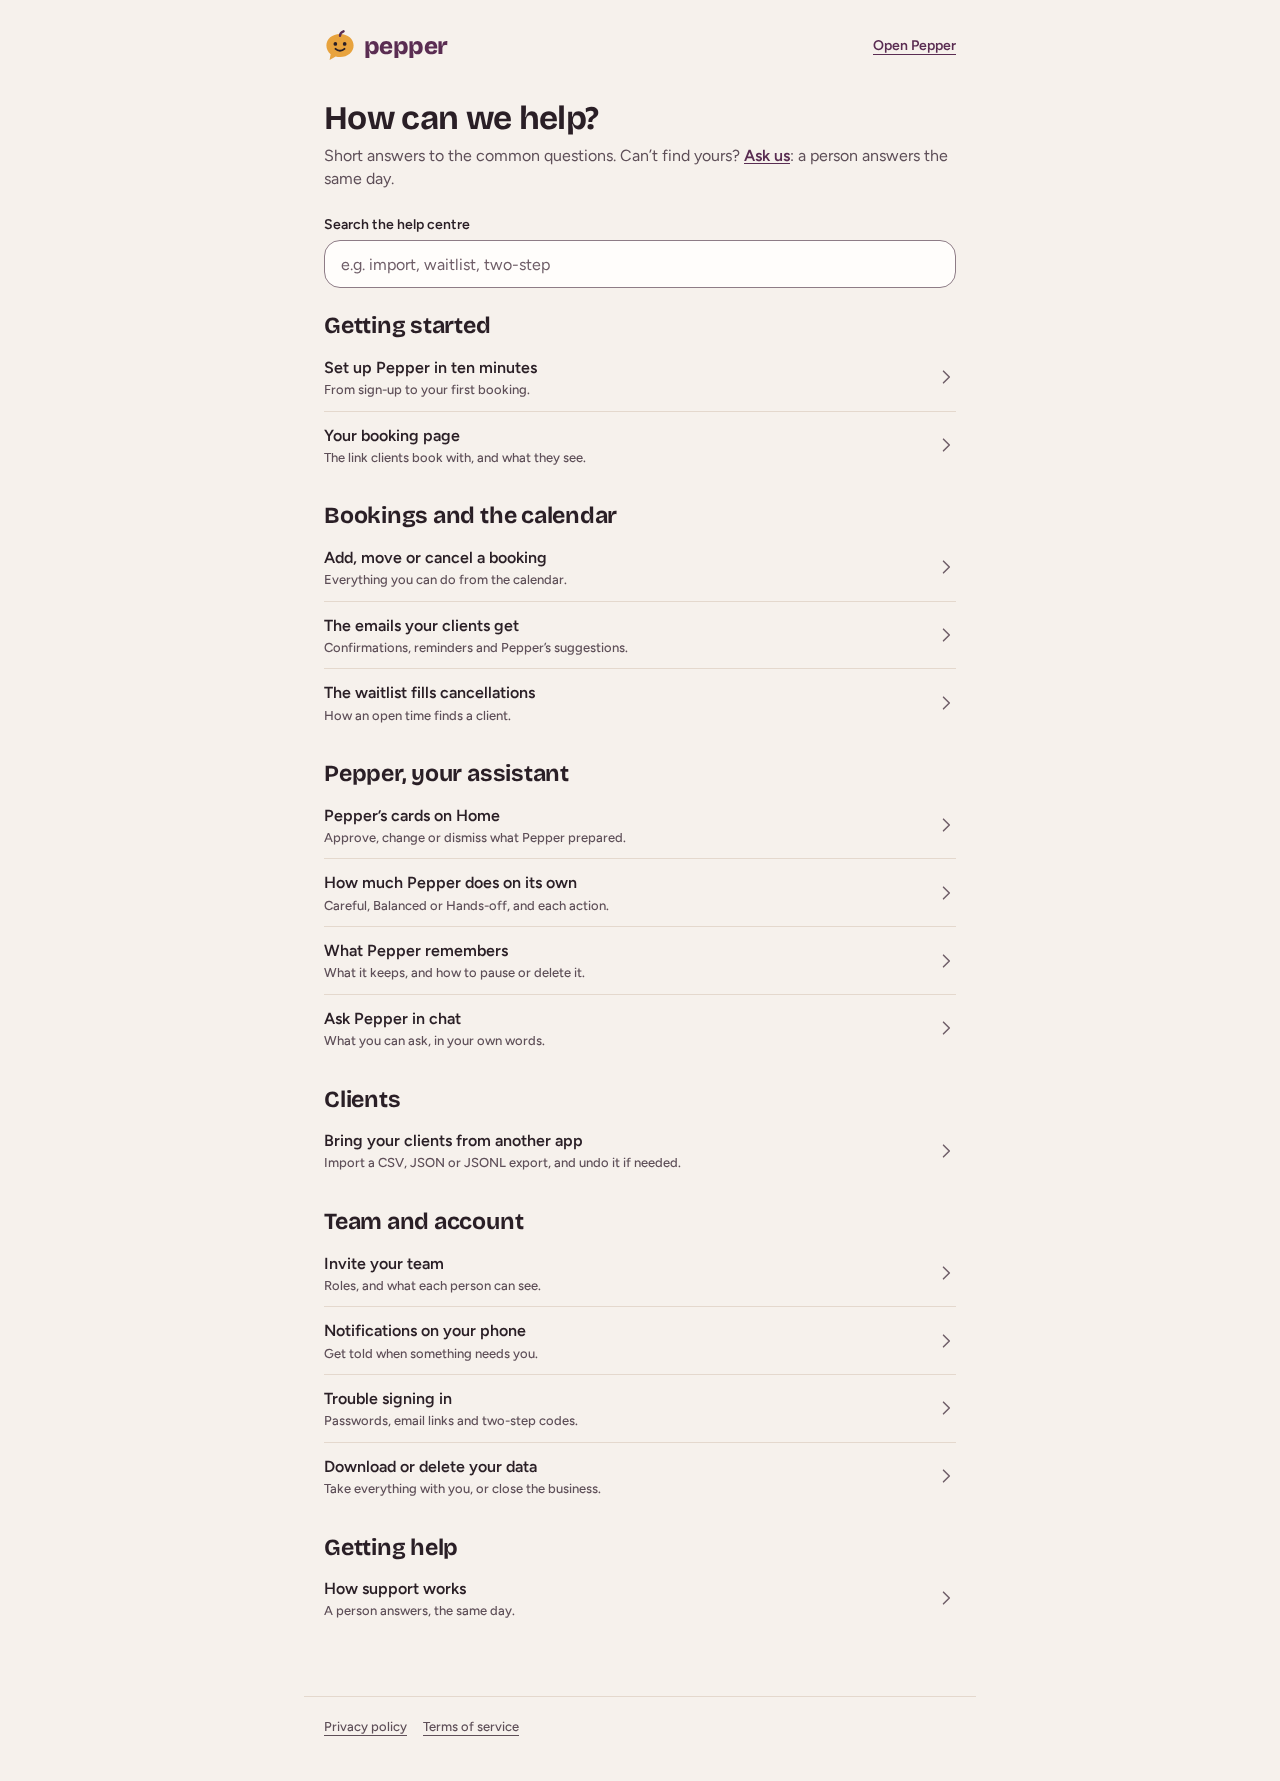 pepper
Open Pepper
How can we help?
Short answers to the common questions. Can’t find yours? Ask us: a person answers the
same day.
Search the help centre
e.g. import, waitlist, two-step
Getting started
Set up Pepper in ten minutes
From sign-up to your first booking.
Your booking page
The link clients book with, and what they see.
Bookings and the calendar
Add, move or cancel a booking
Everything you can do from the calendar.
The emails your clients get
Confirmations, reminders and Pepper’s suggestions.
The waitlist fills cancellations
How an open time finds a client.
Pepper, your assistant
Pepper’s cards on Home
Approve, change or dismiss what Pepper prepared.
How much Pepper does on its own
Careful, Balanced or Hands-off, and each action.
What Pepper remembers
What it keeps, and how to pause or delete it.
Ask Pepper in chat
What you can ask, in your own words.
Clients
Bring your clients from another app
Import a CSV, JSON or JSONL export, and undo it if needed.
Team and account
Invite your team
Roles, and what each person can see.
Notifications on your phone
Get told when something needs you.
Trouble signing in
Passwords, email links and two-step codes.
Download or delete your data
Take everything with you, or close the business.
Getting help
How support works
A person answers, the same day.
Privacy policy
Terms of service